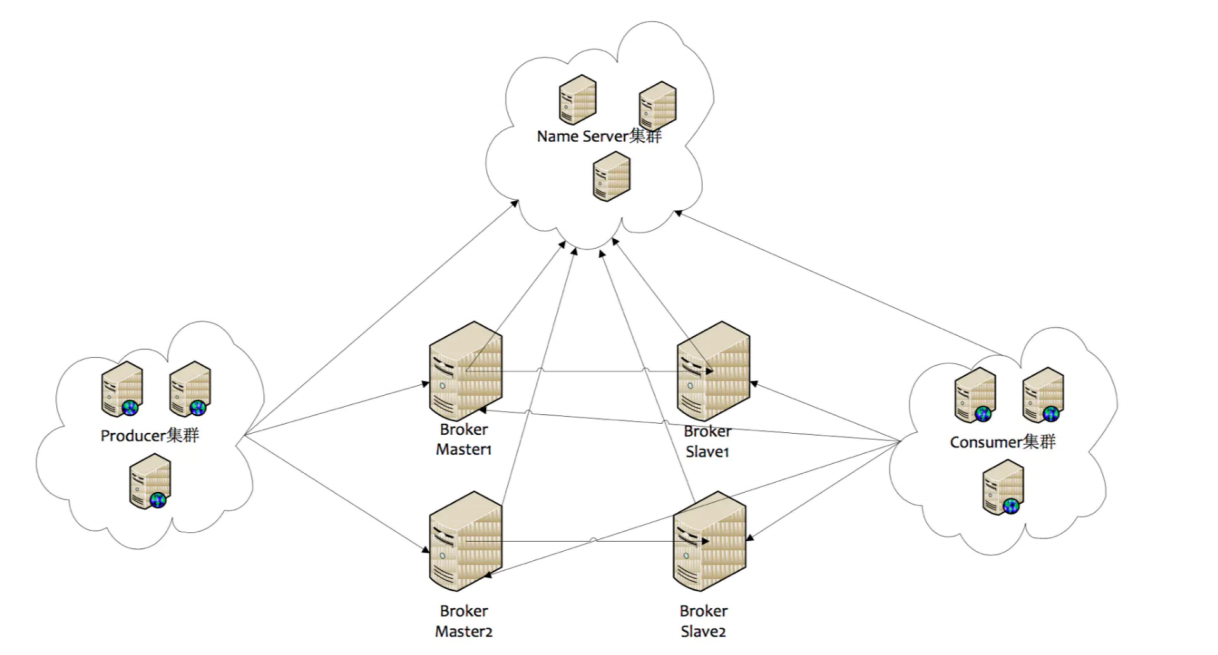 Name Server集群
Producer集群
Broker
Master1
Broker
Slave1
Consumer集群
Broker
Master2
Broker
Slave2